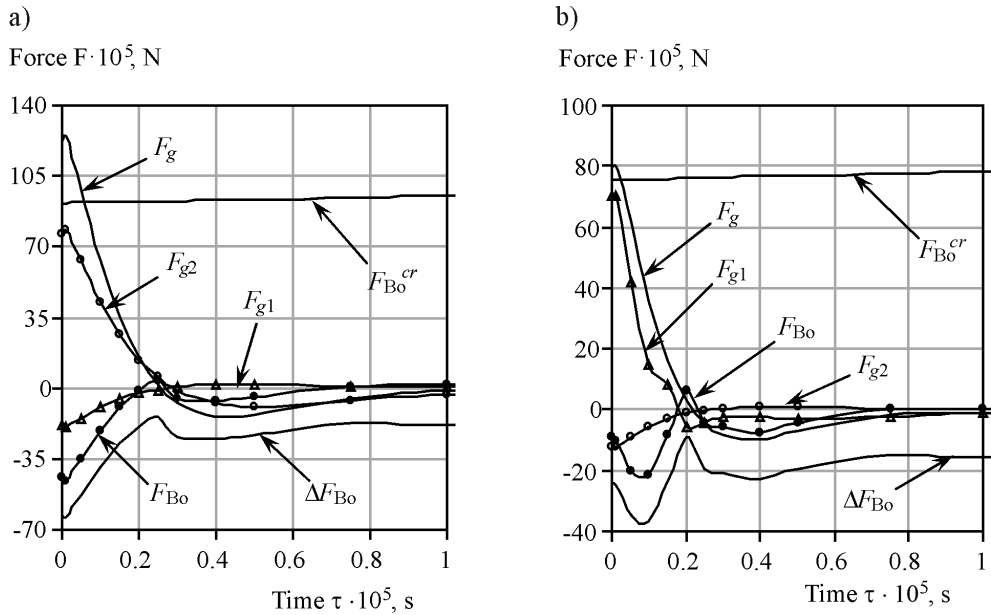 a)
Force F·10⁵, N
140
105
70
35
0
-35
-70
0 0.2 0.4 0.6 0.8 1
Time τ · 10⁵, s
F_g
F_Bo^cr
F_g2
F_g1
F_Bo
ΔF_Bo
b)
Force F·10⁵, N
100
80
60
40
20
0
-20
-40
0 0.2 0.4 0.6 0.8 1
Time τ · 10⁵, s
F_g
F_Bo^cr
F_g1
F_Bo
F_g2
ΔF_Bo